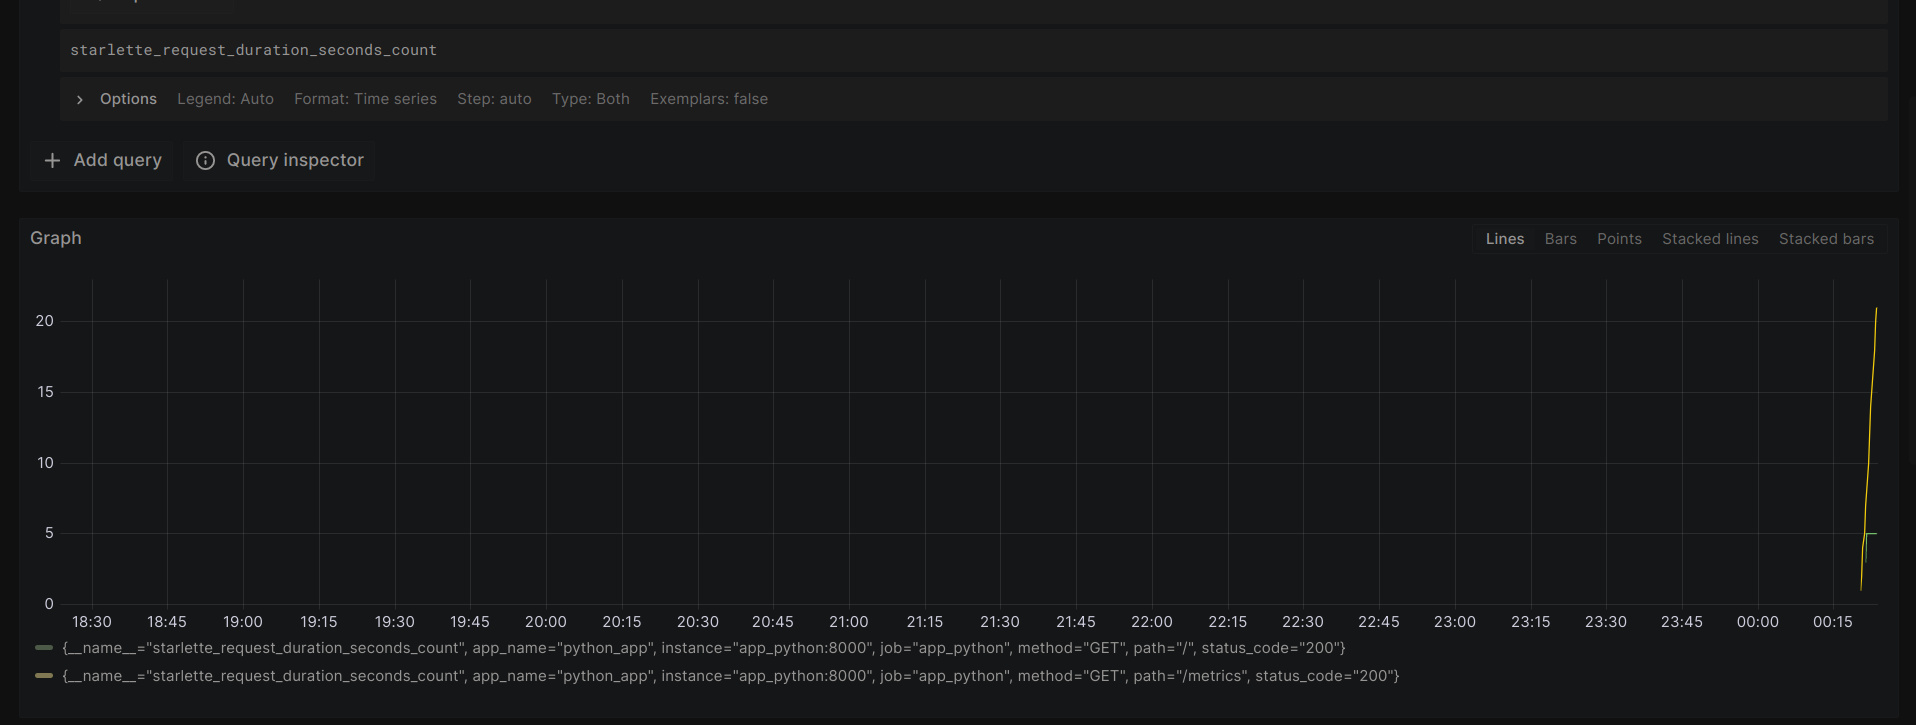 starlette_request_duration_seconds_count
Options Legend: Auto Format: Time series Step: auto Type: Both Exemplars: false
Add query Query inspector
Graph Lines Bars Points Stacked lines Stacked bars
20
15
10
5
0
18:30 18:45 19:00 19:15 19:30 19:45 20:00 20:15 20:30 20:45 21:00 21:15 21:30 21:45 22:00 22:15 22:30 22:45 23:00 23:15 23:30 23:45 00:00 00:15
{__name__="starlette_request_duration_seconds_count", app_name="python_app", instance="app_python:8000", job="app_python", method="GET", path="/", status_code="200"}
{__name__="starlette_request_duration_seconds_count", app_name="python_app", instance="app_python:8000", job="app_python", method="GET", path="/metrics", status_code="200"}